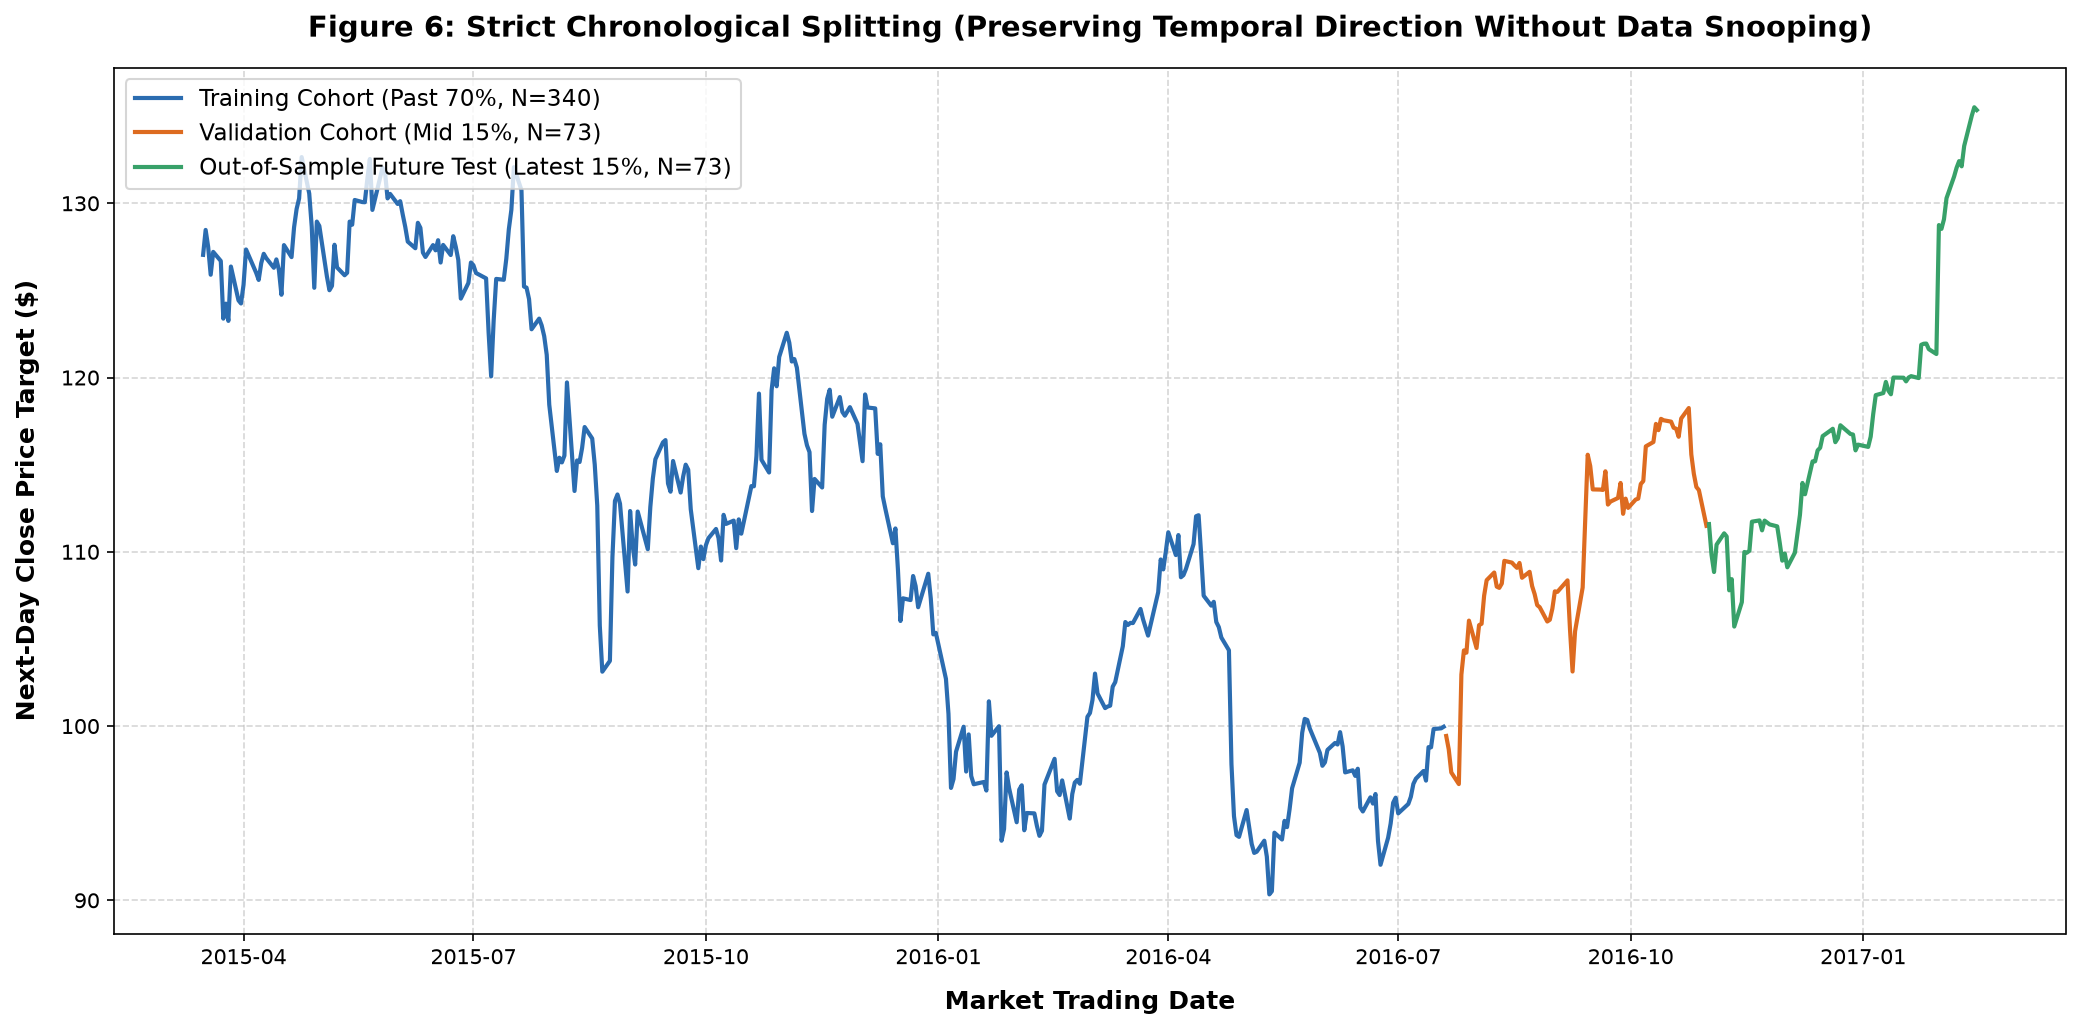 Figure 6: Strict Chronological Splitting (Preserving Temporal Direction Without Data Snooping)
Training Cohort (Past 70%, N=340)
Validation Cohort (Mid 15%, N=73)
Out-of-Sample Future Test (Latest 15%, N=73)
Next-Day Close Price Target ($)
130
120
110
100
90
2015-04 2015-07 2015-10 2016-01 2016-04 2016-07 2016-10 2017-01
Market Trading Date